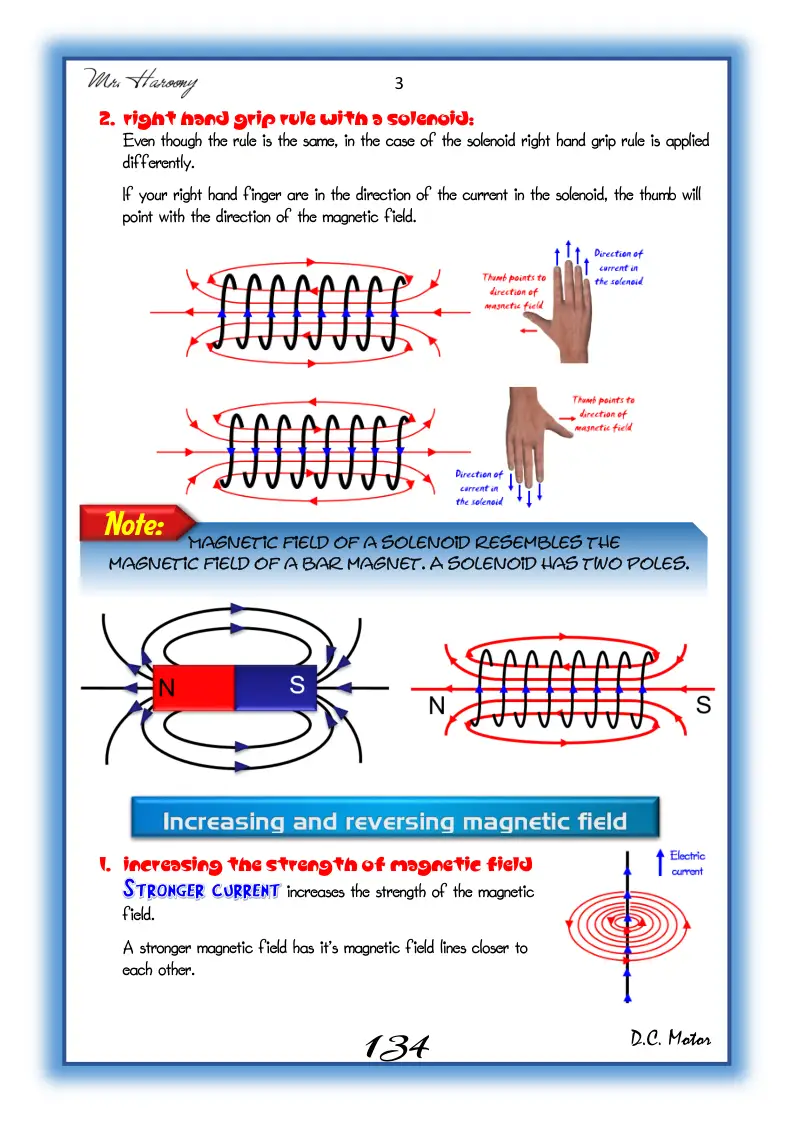 Mr. Haroony
3
2. right hand grip rule with a solenoid:
Even though the rule is the same, in the case of the solenoid right hand grip rule is applied
differently.
If your right hand finger are in the direction of the current in the solenoid, the thumb will
point with the direction of the magnetic field.
Thumb points to
direction of
magnetic field
Direction of
current in
the solenoid
Thumb points to
direction of
magnetic field
Direction of
current in
the solenoid
Note:
MAGNETIC FIELD OF A SOLENOID RESEMBLES THE
MAGNETIC FIELD OF A BAR MAGNET. A SOLENOID HAS TWO POLES.
N
S
N
S
Increasing and reversing magnetic field
1. increasing the strength of magnetic field
STRONGER CURRENT increases the strength of the magnetic
field.
A stronger magnetic field has it's magnetic field lines closer to
each other.
Electric
current
134
D.C. Motor